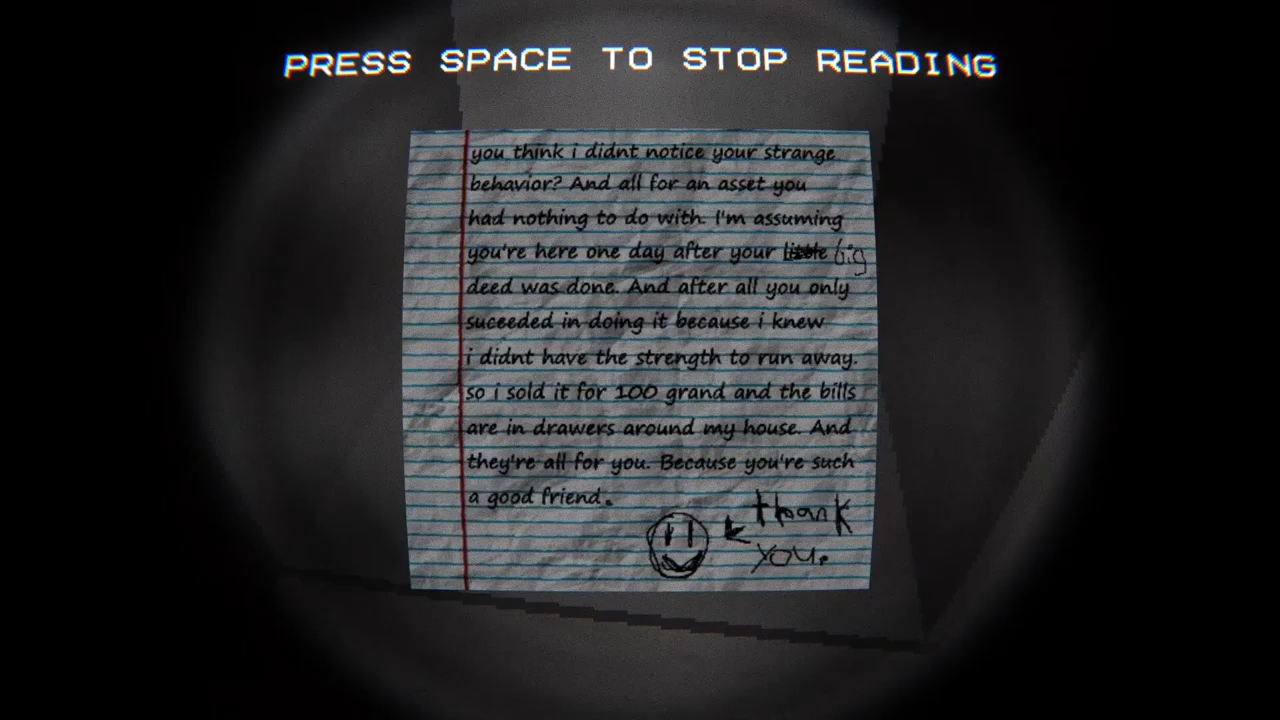 PRESS SPACE TO STOP READING
you think i didnt notice your strange
behavior? And all for an asset you
had nothing to do with. I'm assuming
you're here one day after your little big
deed was done. And after all you only
suceeded in doing it because i knew
i didnt have the strength to run away.
so i sold it for 100 grand and the bills
are in drawers around my house. And
they're all for you. Because you're such
a good friend.
thank
you.